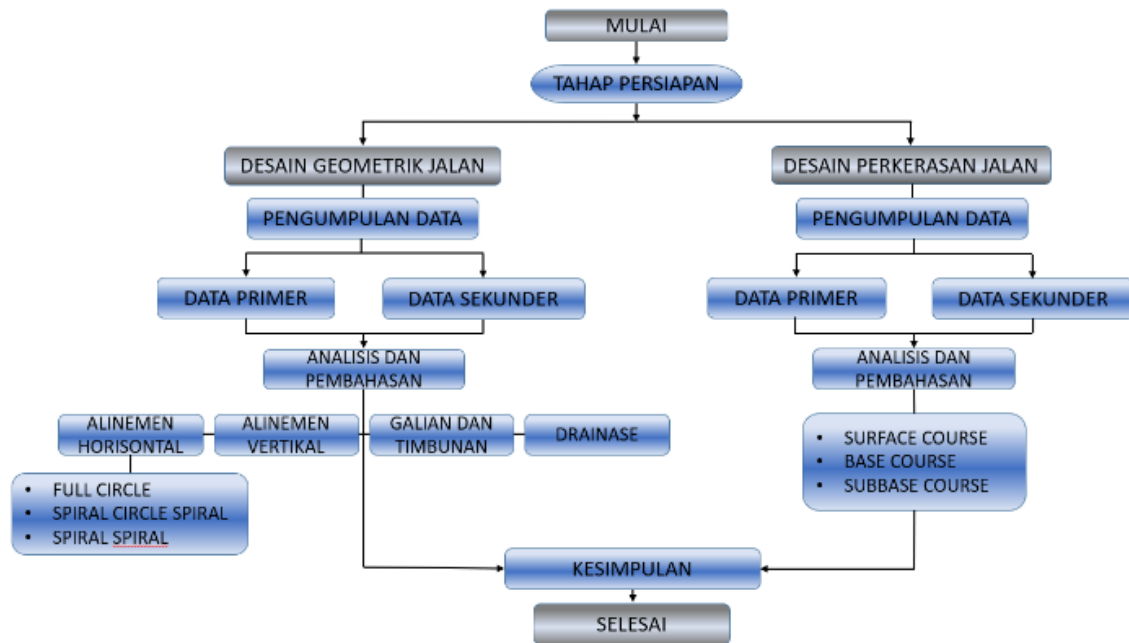 MULAI
TAHAP PERSIAPAN
DESAIN GEOMETRIK JALAN
PENGUMPULAN DATA
DATA PRIMER
DATA SEKUNDER
ANALISIS DAN
PEMBAHASAN
ALINEMEN
HORISONTAL
ALINEMEN
VERTIKAL
GALIAN DAN
TIMBUNAN
DRAINASE
• FULL CIRCLE
• SPIRAL CIRCLE SPIRAL
• SPIRAL SPIRAL
DESAIN PERKERASAN JALAN
PENGUMPULAN DATA
DATA PRIMER
DATA SEKUNDER
ANALISIS DAN
PEMBAHASAN
• SURFACE COURSE
• BASE COURSE
• SUBBASE COURSE
KESIMPULAN
SELESAI